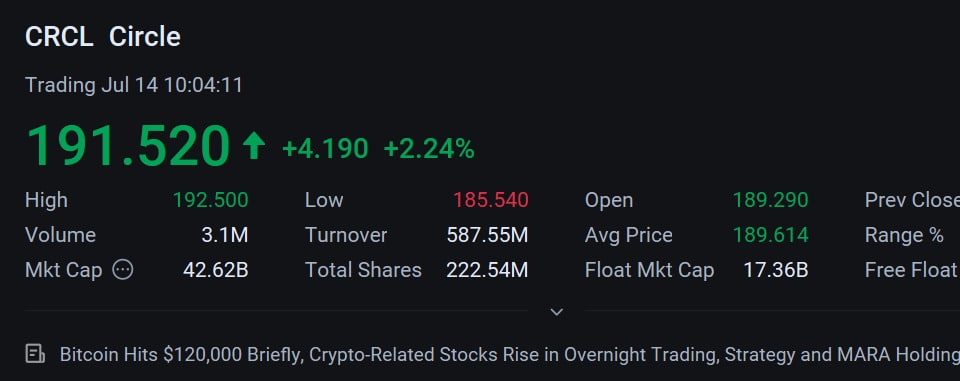 CRCL Circle
Trading Jul 14 10:04:11
191.520 +4.190 +2.24%
High 192.500 Low 185.540 Open 189.290 Prev Close
Volume 3.1M Turnover 587.55M Avg Price 189.614 Range %
Mkt Cap 42.62B Total Shares 222.54M Float Mkt Cap 17.36B Free Float
Bitcoin Hits $120,000 Briefly, Crypto-Related Stocks Rise in Overnight Trading, Strategy and MARA Holding